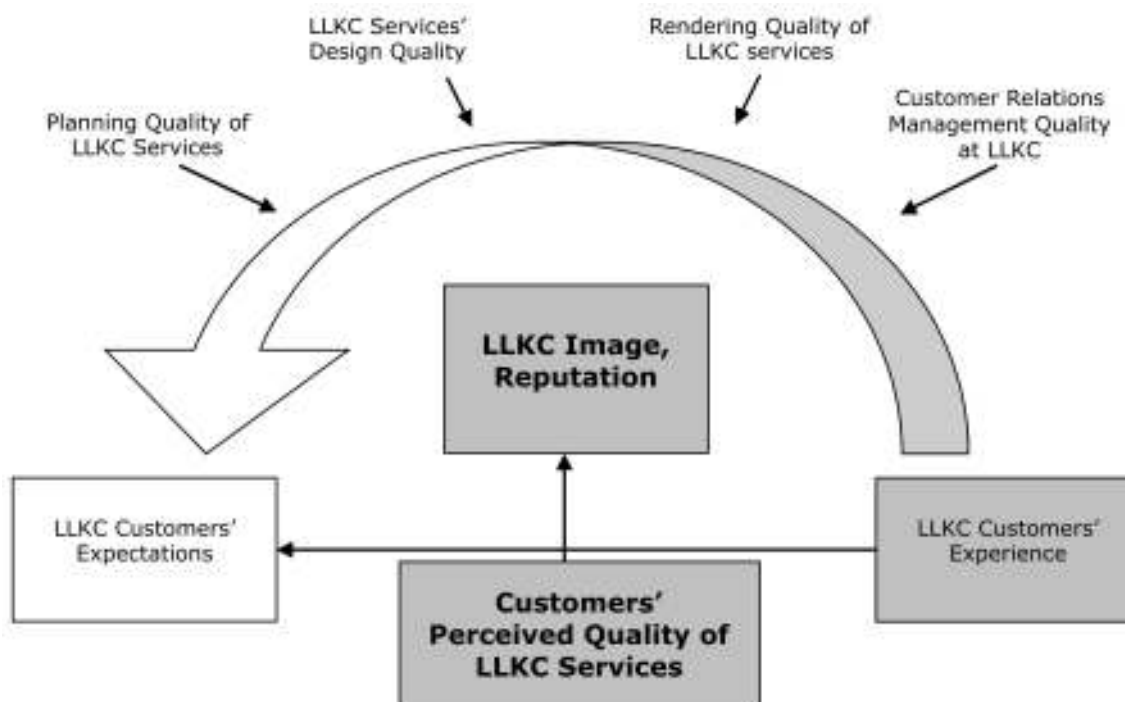 LLKC Services’
Design Quality
Rendering Quality of
LLKC services
Planning Quality of
LLKC Services
Customer Relations
Management Quality
at LLKC
LLKC Image,
Reputation
LLKC Customers’
Expectations
LLKC Customers’
Experience
Customers’
Perceived Quality of
LLKC Services